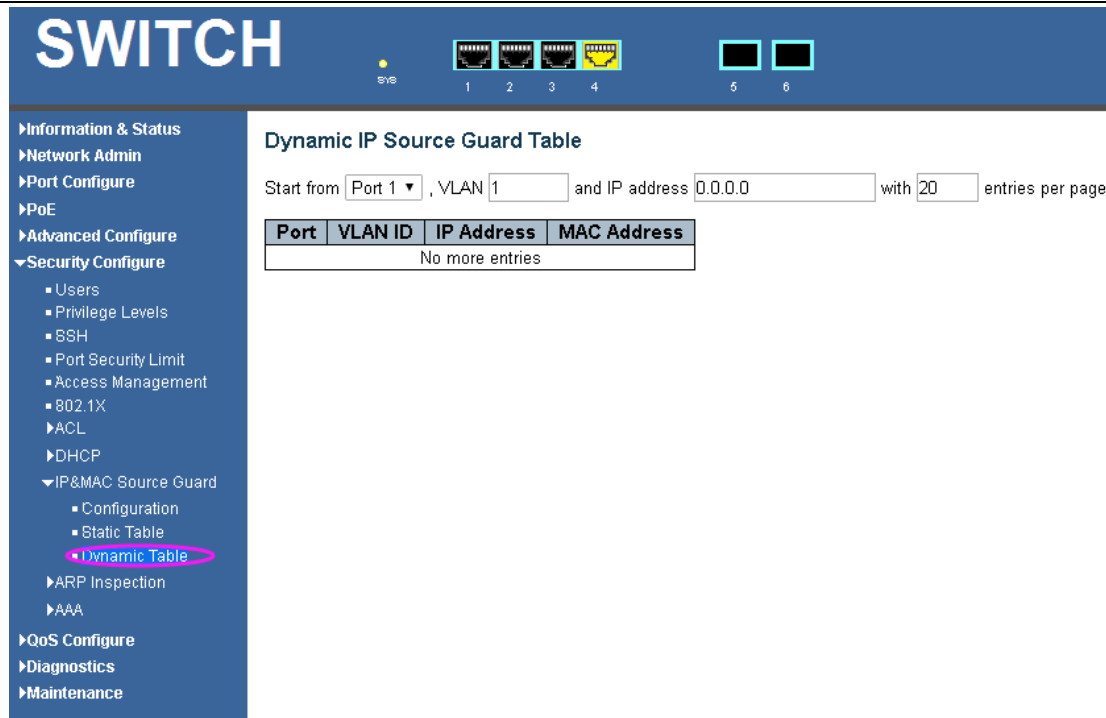 SWITCH
SYS
1 2 3 4 5 6
Information & Status
Network Admin
Port Configure
PoE
Advanced Configure
Security Configure
Users
Privilege Levels
SSH
Port Security Limit
Access Management
802.1X
ACL
DHCP
IP&MAC Source Guard
Configuration
Static Table
Dynamic Table
ARP Inspection
AAA
QoS Configure
Diagnostics
Maintenance
Dynamic IP Source Guard Table
Start from Port 1 , VLAN 1 and IP address 0.0.0.0 with 20 entries per page
Port VLAN ID IP Address MAC Address
No more entries